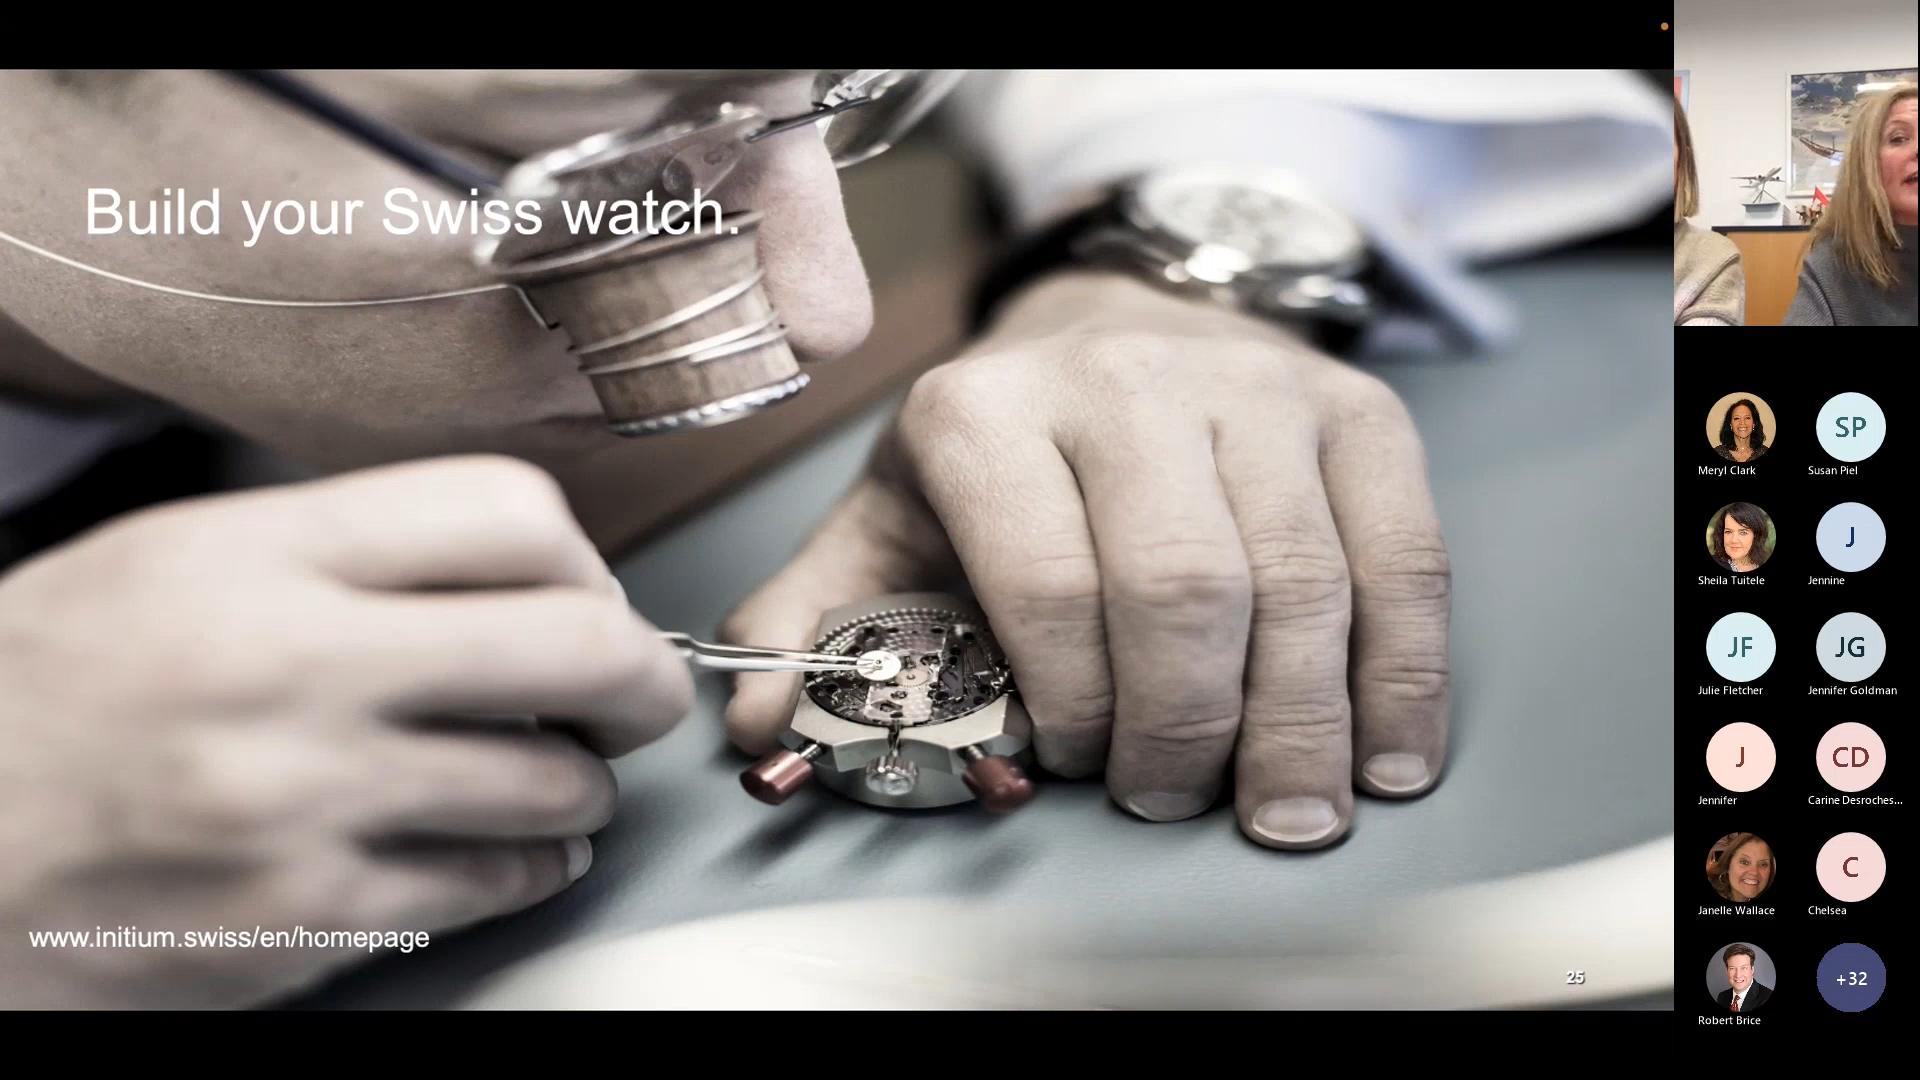 Build your Swiss watch.
www.initium.swiss/en/homepage
25
Meryl Clark
SP
Susan Piel
Sheila Tuitele
J
Jennine
JF
Julie Fletcher
JG
Jennifer Goldman
J
Jennifer
CD
Carine Desroches...
Janelle Wallace
C
Chelsea
Robert Brice
+32